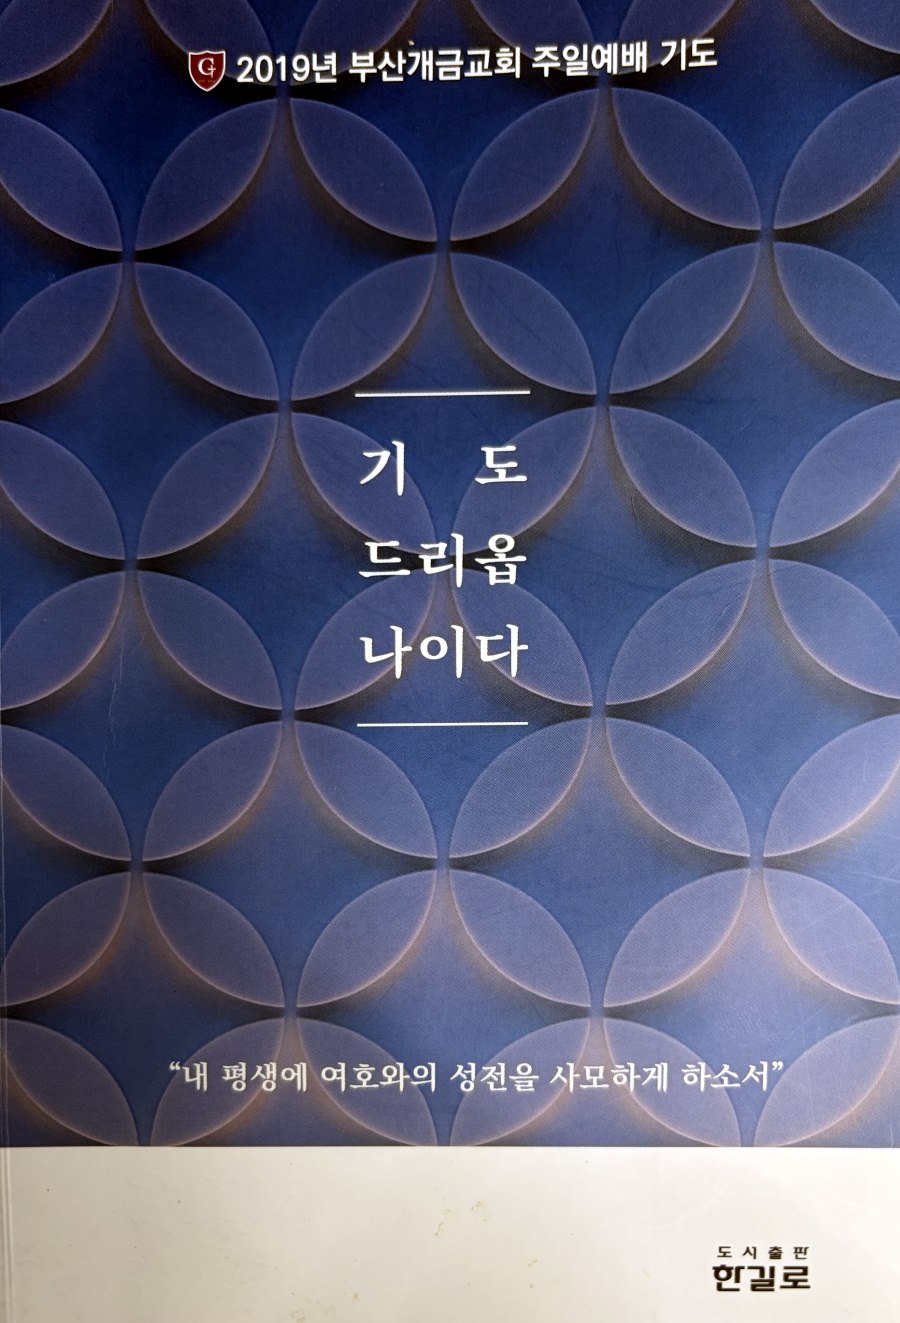 2019년 부산개금교회 주일예배 기도
기 도
드리옵
나이다
“내 평생에 여호와의 성전을 사모하게 하소서”
도시출판
한길로